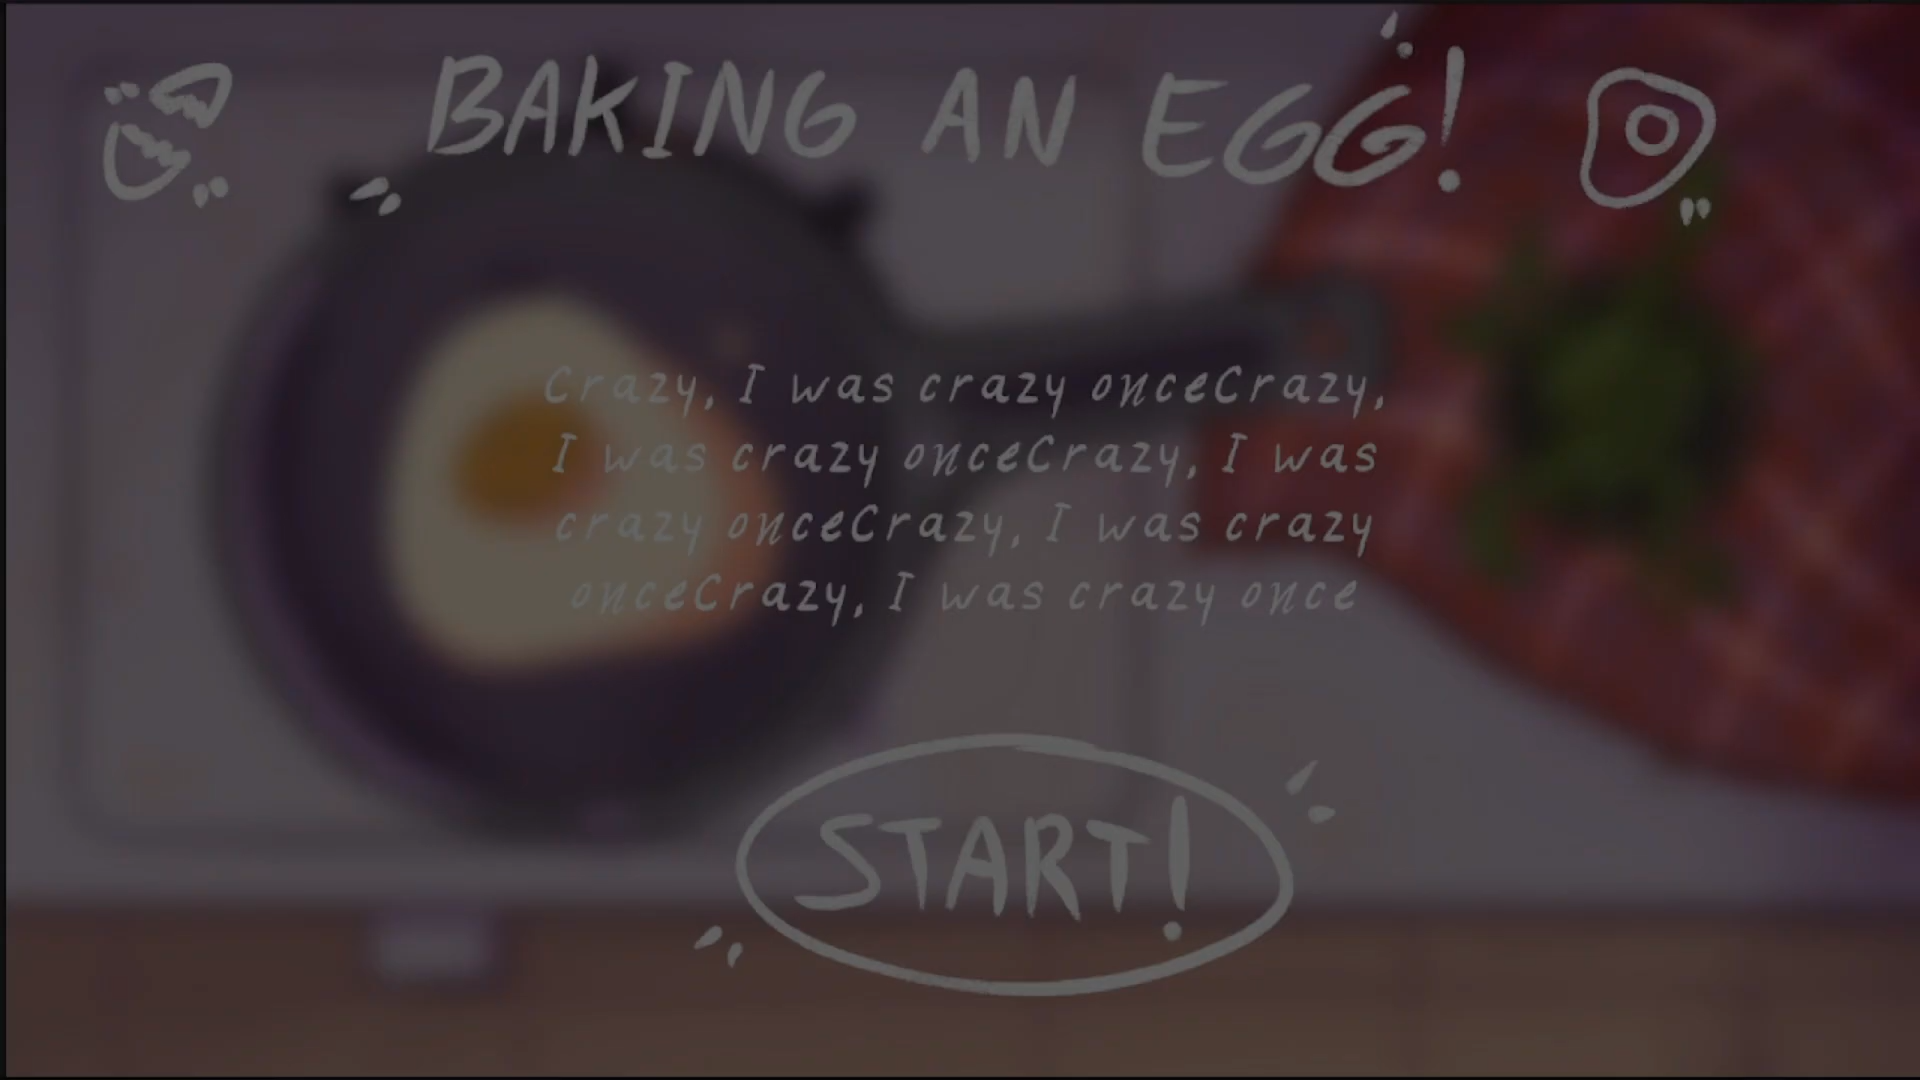 BAKING AN EGG!
Crazy, I was crazy onceCrazy,
I was crazy onceCrazy, I was
crazy onceCrazy, I was crazy
onceCrazy, I was crazy once
START!